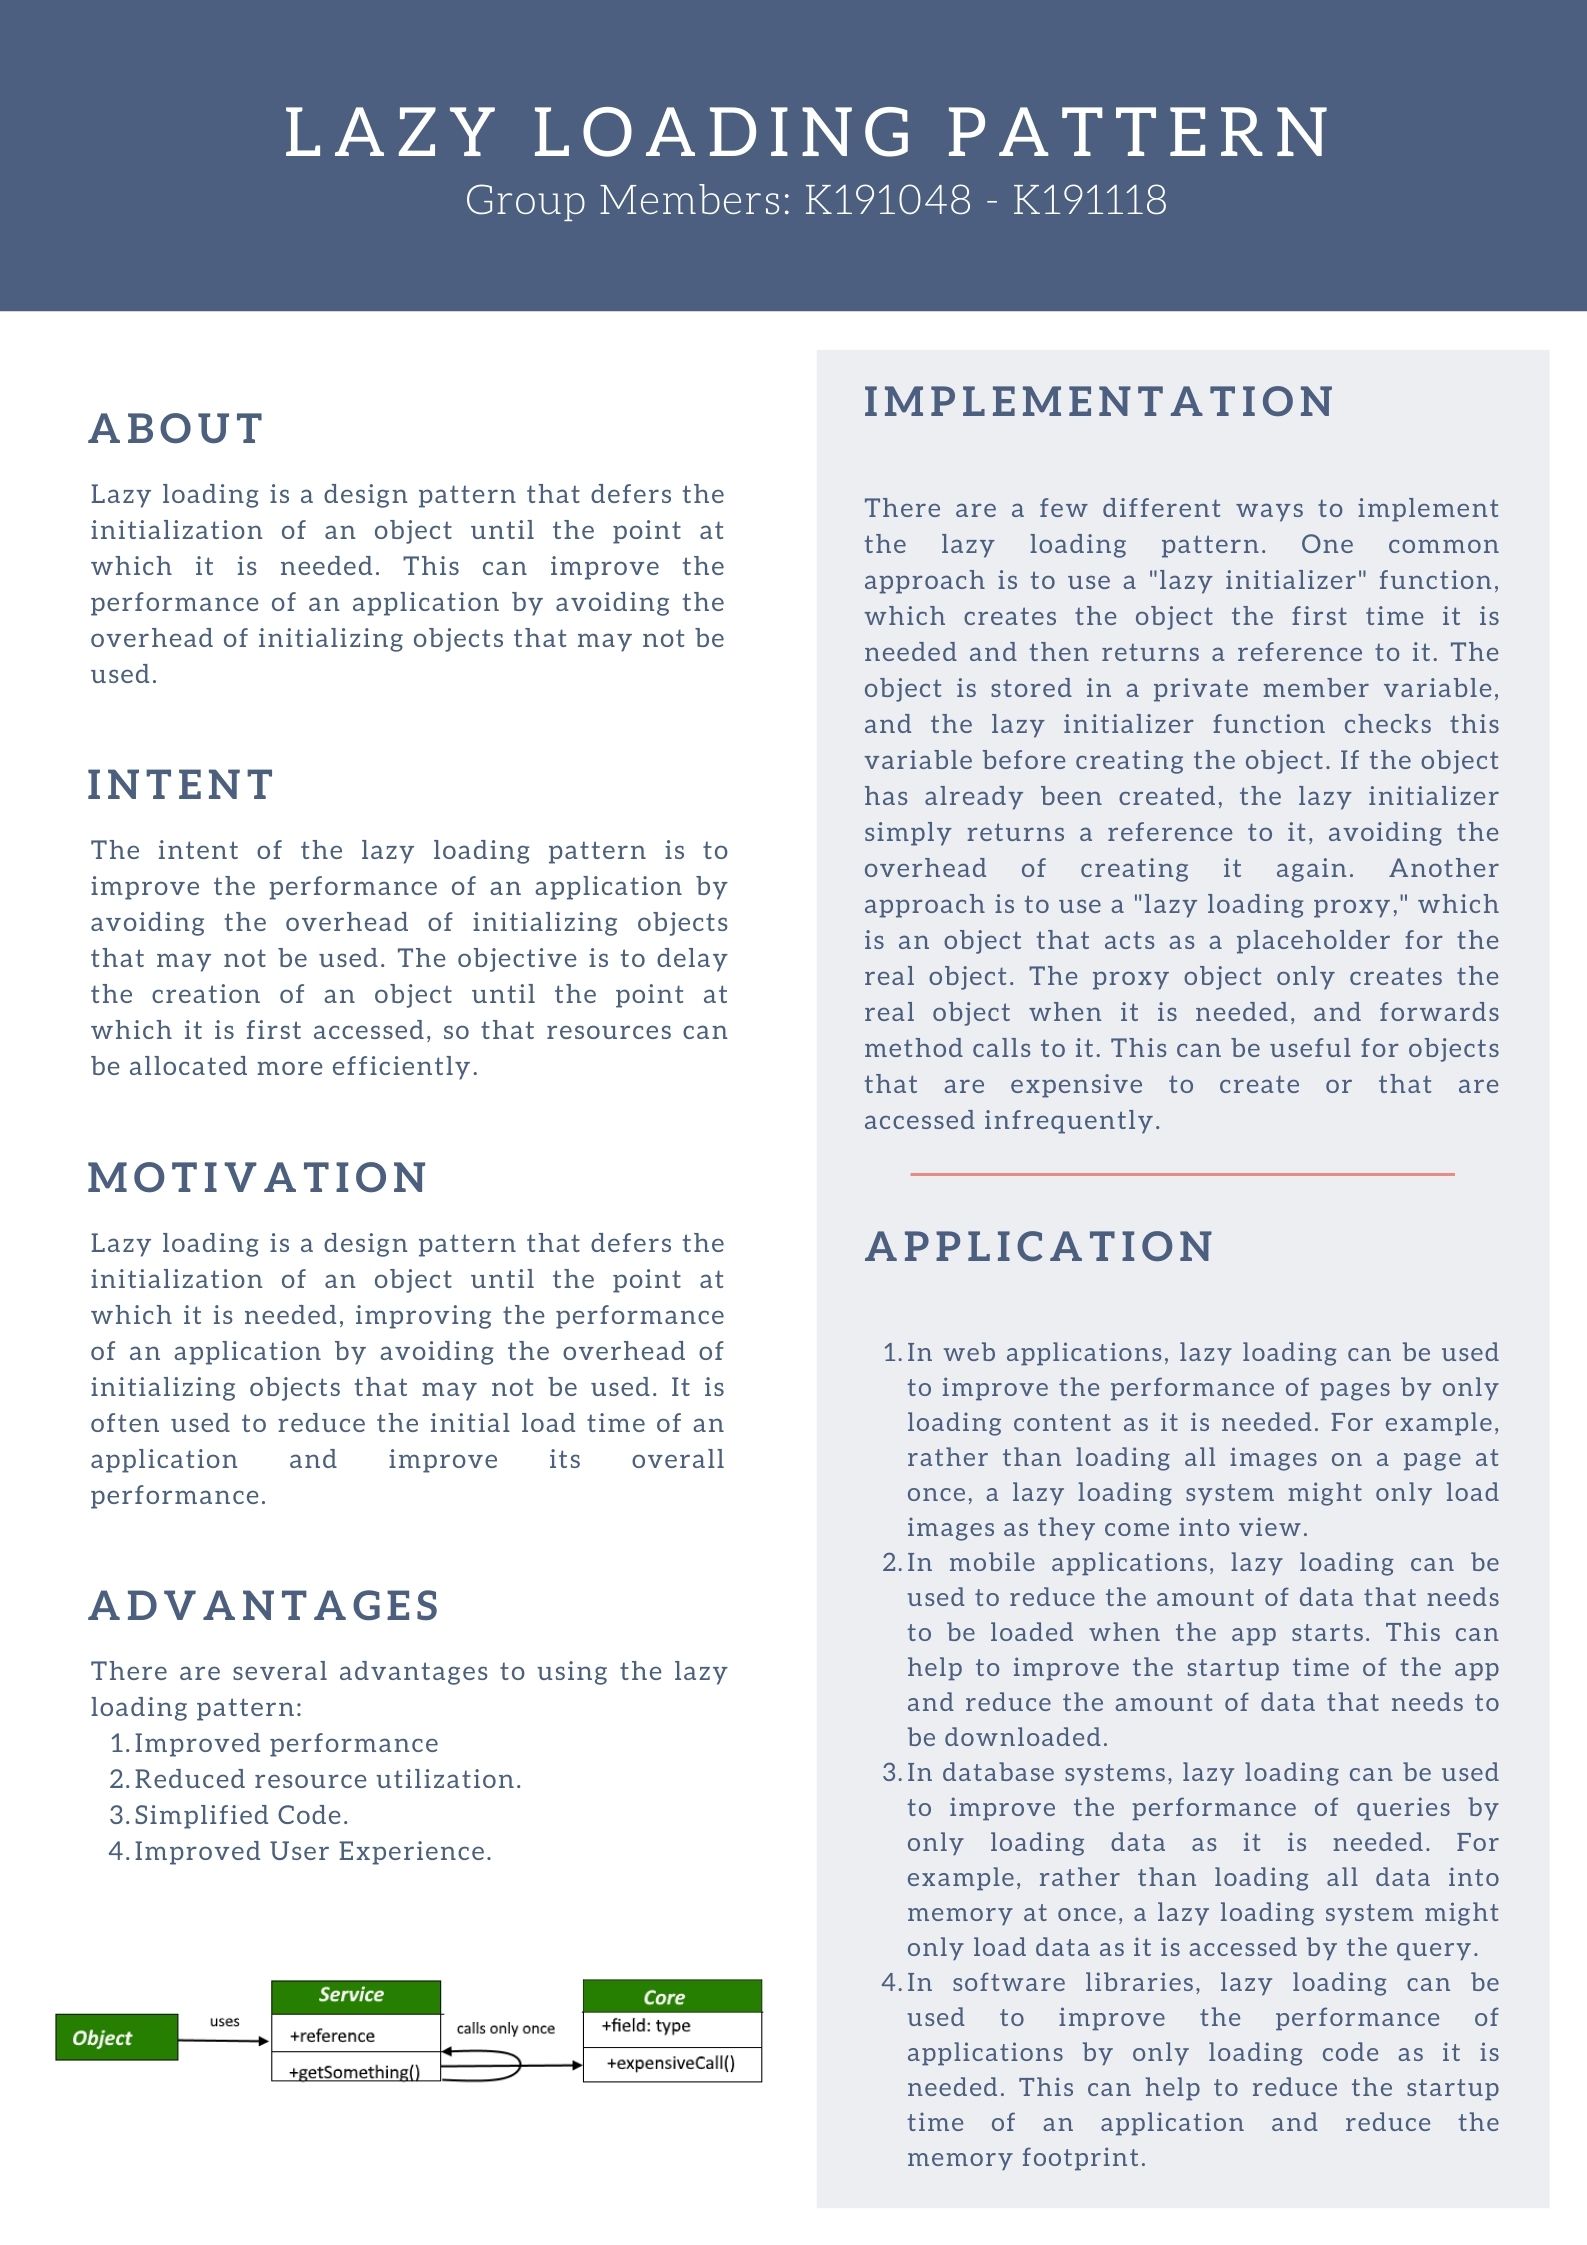 LAZY LOADING PATTERN
Group Members: K191048 - K191118
ABOUT
Lazy loading is a design pattern that defers the
initialization of an object until the point at
which it is needed. This can improve the
performance of an application by avoiding the
overhead of initializing objects that may not be
used.
INTENT
The intent of the lazy loading pattern is to
improve the performance of an application by
avoiding the overhead of initializing objects
that may not be used. The objective is to delay
the creation of an object until the point at
which it is first accessed, so that resources can
be allocated more efficiently.
MOTIVATION
Lazy loading is a design pattern that defers the
initialization of an object until the point at
which it is needed, improving the performance
of an application by avoiding the overhead of
initializing objects that may not be used. It is
often used to reduce the initial load time of an
application and improve its overall
performance.
ADVANTAGES
There are several advantages to using the lazy
loading pattern:
1. Improved performance
2. Reduced resource utilization.
3. Simplified Code.
4. Improved User Experience.
Object
uses
Service
+reference
+getSomething()
calls only once
Core
+field: type
+expensiveCall()
IMPLEMENTATION
There are a few different ways to implement
the lazy loading pattern. One common
approach is to use a "lazy initializer" function,
which creates the object the first time it is
needed and then returns a reference to it. The
object is stored in a private member variable,
and the lazy initializer function checks this
variable before creating the object. If the object
has already been created, the lazy initializer
simply returns a reference to it, avoiding the
overhead of creating it again. Another
approach is to use a "lazy loading proxy," which
is an object that acts as a placeholder for the
real object. The proxy object only creates the
real object when it is needed, and forwards
method calls to it. This can be useful for objects
that are expensive to create or that are
accessed infrequently.
APPLICATION
1. In web applications, lazy loading can be used
to improve the performance of pages by only
loading content as it is needed. For example,
rather than loading all images on a page at
once, a lazy loading system might only load
images as they come into view.
2. In mobile applications, lazy loading can be
used to reduce the amount of data that needs
to be loaded when the app starts. This can
help to improve the startup time of the app
and reduce the amount of data that needs to
be downloaded.
3. In database systems, lazy loading can be used
to improve the performance of queries by
only loading data as it is needed. For
example, rather than loading all data into
memory at once, a lazy loading system might
only load data as it is accessed by the query.
4. In software libraries, lazy loading can be
used to improve the performance of
applications by only loading code as it is
needed. This can help to reduce the startup
time of an application and reduce the
memory footprint.